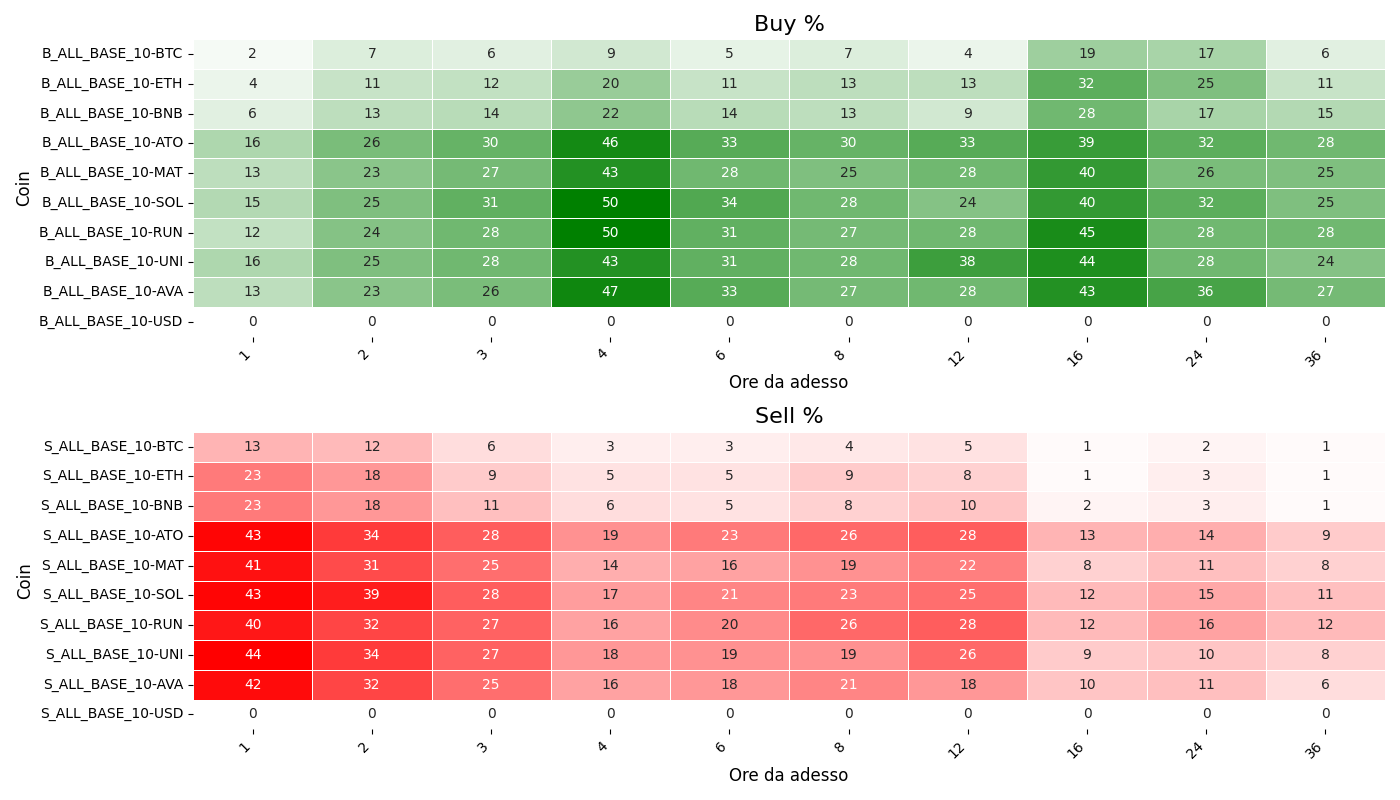 Buy %
Coin
B_ALL_BASE_10-BTC 2 7 6 9 5 7 4 19 17 6
B_ALL_BASE_10-ETH 4 11 12 20 11 13 13 32 25 11
B_ALL_BASE_10-BNB 6 13 14 22 14 13 9 28 17 15
B_ALL_BASE_10-ATO 16 26 30 46 33 30 33 39 32 28
B_ALL_BASE_10-MAT 13 23 27 43 28 25 28 40 26 25
B_ALL_BASE_10-SOL 15 25 31 50 34 28 24 40 32 25
B_ALL_BASE_10-RUN 12 24 28 50 31 27 28 45 28 28
B_ALL_BASE_10-UNI 16 25 28 43 31 28 38 44 28 24
B_ALL_BASE_10-AVA 13 23 26 47 33 27 28 43 36 27
B_ALL_BASE_10-USD 0 0 0 0 0 0 0 0 0 0
1 2 3 4 6 8 12 16 24 36
Ore da adesso
Sell %
Coin
S_ALL_BASE_10-BTC 13 12 6 3 3 4 5 1 2 1
S_ALL_BASE_10-ETH 23 18 9 5 5 9 8 1 3 1
S_ALL_BASE_10-BNB 23 18 11 6 5 8 10 2 3 1
S_ALL_BASE_10-ATO 43 34 28 19 23 26 28 13 14 9
S_ALL_BASE_10-MAT 41 31 25 14 16 19 22 8 11 8
S_ALL_BASE_10-SOL 43 39 28 17 21 23 25 12 15 11
S_ALL_BASE_10-RUN 40 32 27 16 20 26 28 12 16 12
S_ALL_BASE_10-UNI 44 34 27 18 19 19 26 9 10 8
S_ALL_BASE_10-AVA 42 32 25 16 18 21 18 10 11 6
S_ALL_BASE_10-USD 0 0 0 0 0 0 0 0 0 0
1 2 3 4 6 8 12 16 24 36
Ore da adesso